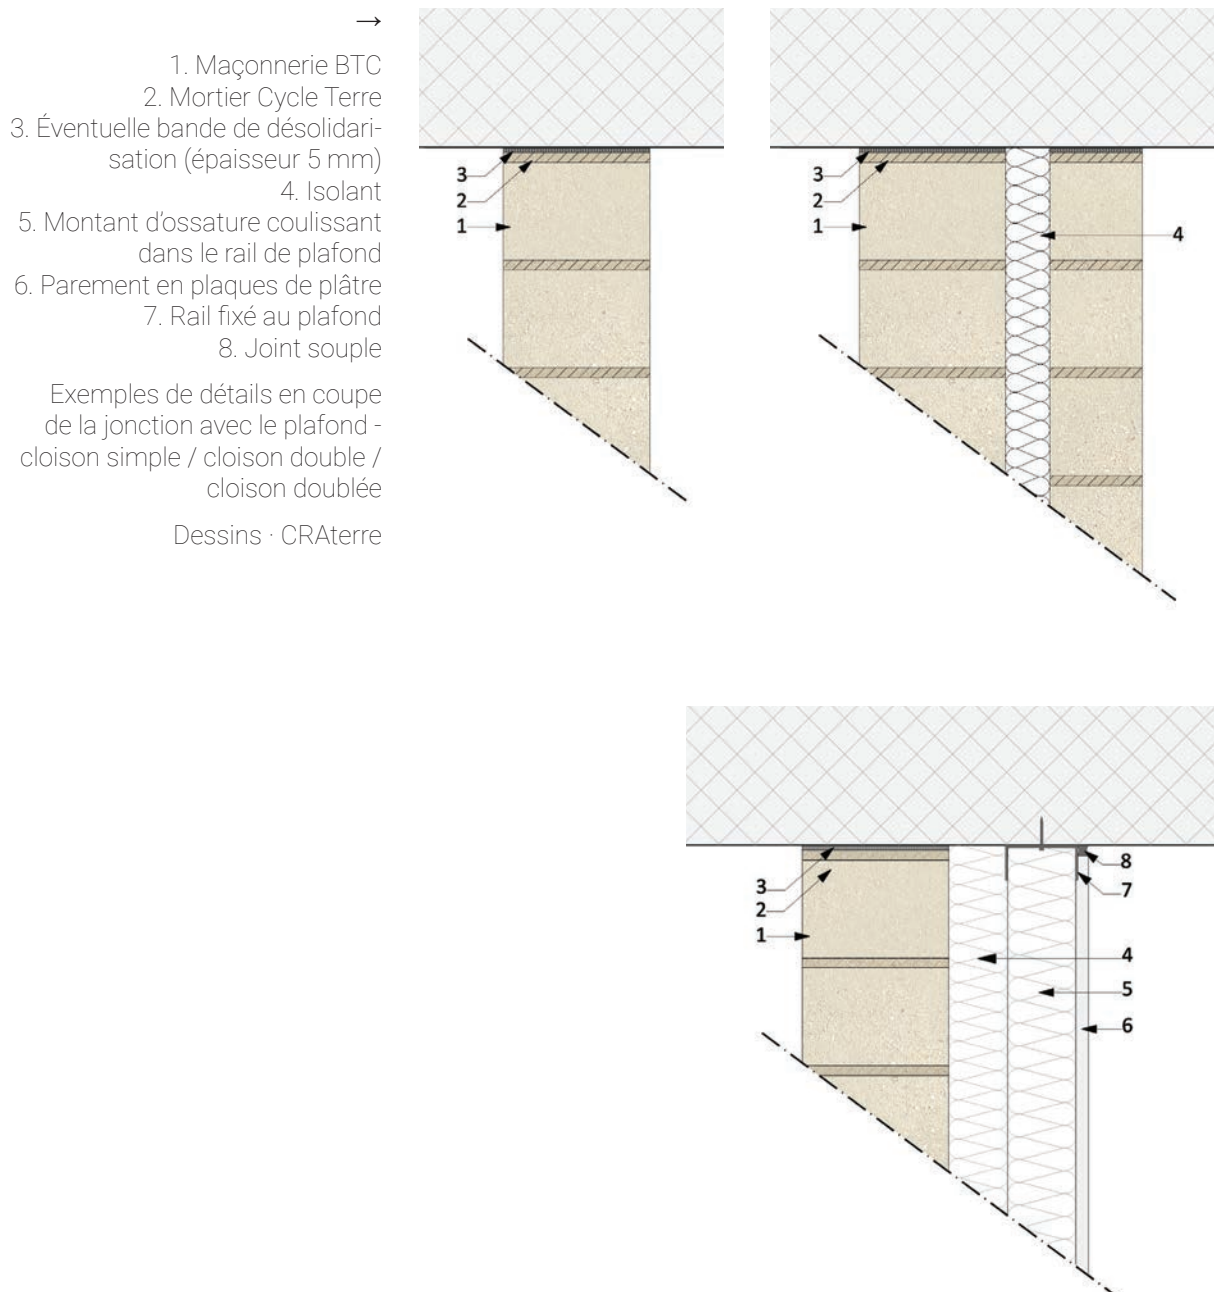 →
1. Maçonnerie BTC
2. Mortier Cycle Terre
3. Éventuelle bande de désolidari-
sation (épaisseur 5 mm)
4. Isolant
5. Montant d'ossature coulissant
dans le rail de plafond
6. Parement en plaques de plâtre
7. Rail fixé au plafond
8. Joint souple
Exemples de détails en coupe
de la jonction avec le plafond -
cloison simple / cloison double /
cloison doublée
Dessins · CRAterre
3
2
1
3
2
1
4
3
2
1
8
7
4
5
6